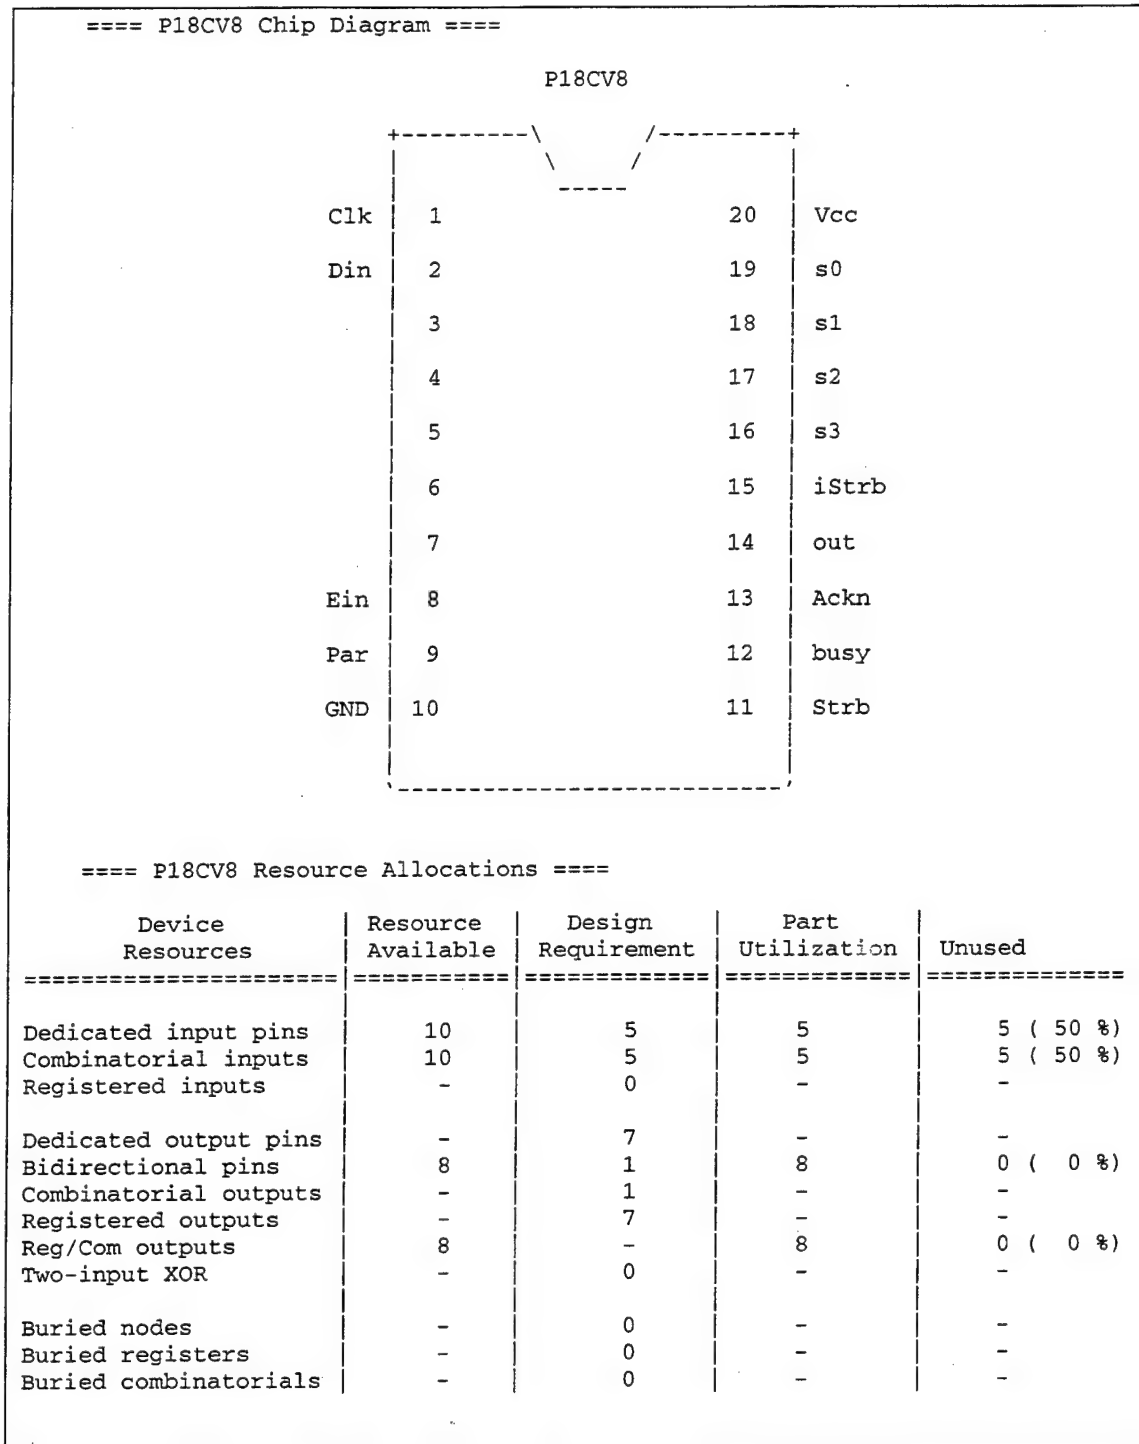 ==== P18CV8 Chip Diagram ====
P18CV8
+---------\ /---------+
| \ / |
-----
Clk | 1 20 | Vcc
Din | 2 19 | s0
| 3 18 | s1
| 4 17 | s2
| 5 16 | s3
| 6 15 | iStrb
| 7 14 | out
Ein | 8 13 | Ackn
Par | 9 12 | busy
GND | 10 11 | Strb
| |
`---------------------------'
==== P18CV8 Resource Allocations ====
Device | Resource | Design | Part |
Resources | Available | Requirement | Utilization | Unused
======================|===========|=============|=============|==============
Dedicated input pins | 10 | 5 | 5 | 5 ( 50 %)
Combinatorial inputs | 10 | 5 | 5 | 5 ( 50 %)
Registered inputs | - | 0 | - | -
Dedicated output pins | - | 7 | - | -
Bidirectional pins | 8 | 1 | 8 | 0 ( 0 %)
Combinatorial outputs | - | 1 | - | -
Registered outputs | - | 7 | - | -
Reg/Com outputs | 8 | - | 8 | 0 ( 0 %)
Two-input XOR | - | 0 | - | -
Buried nodes | - | 0 | - | -
Buried registers | - | 0 | - | -
Buried combinatorials | - | 0 | - | -